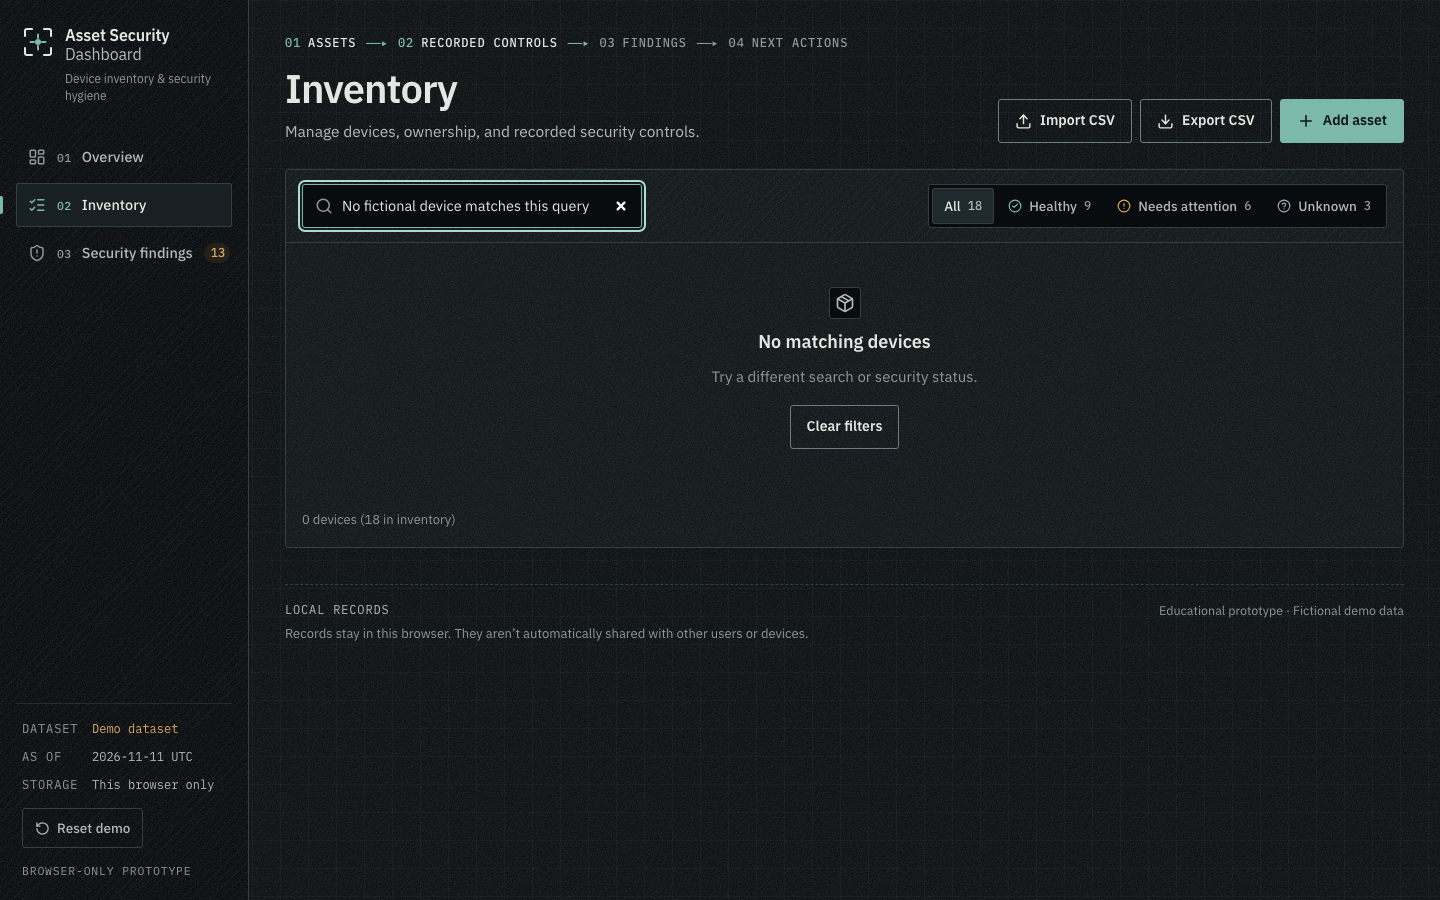 Asset Security
Dashboard
Device inventory & security
hygiene
01 Overview
02 Inventory
03 Security findings 13
DATASET Demo dataset
AS OF 2026-11-11 UTC
STORAGE This browser only
Reset demo
BROWSER-ONLY PROTOTYPE
01 ASSETS 02 RECORDED CONTROLS 03 FINDINGS 04 NEXT ACTIONS
Inventory
Manage devices, ownership, and recorded security controls.
Import CSV Export CSV Add asset
No fictional device matches this query
All 18 Healthy 9 Needs attention 6 Unknown 3
No matching devices
Try a different search or security status.
Clear filters
0 devices (18 in inventory)
LOCAL RECORDS
Records stay in this browser. They aren’t automatically shared with other users or devices.
Educational prototype · Fictional demo data